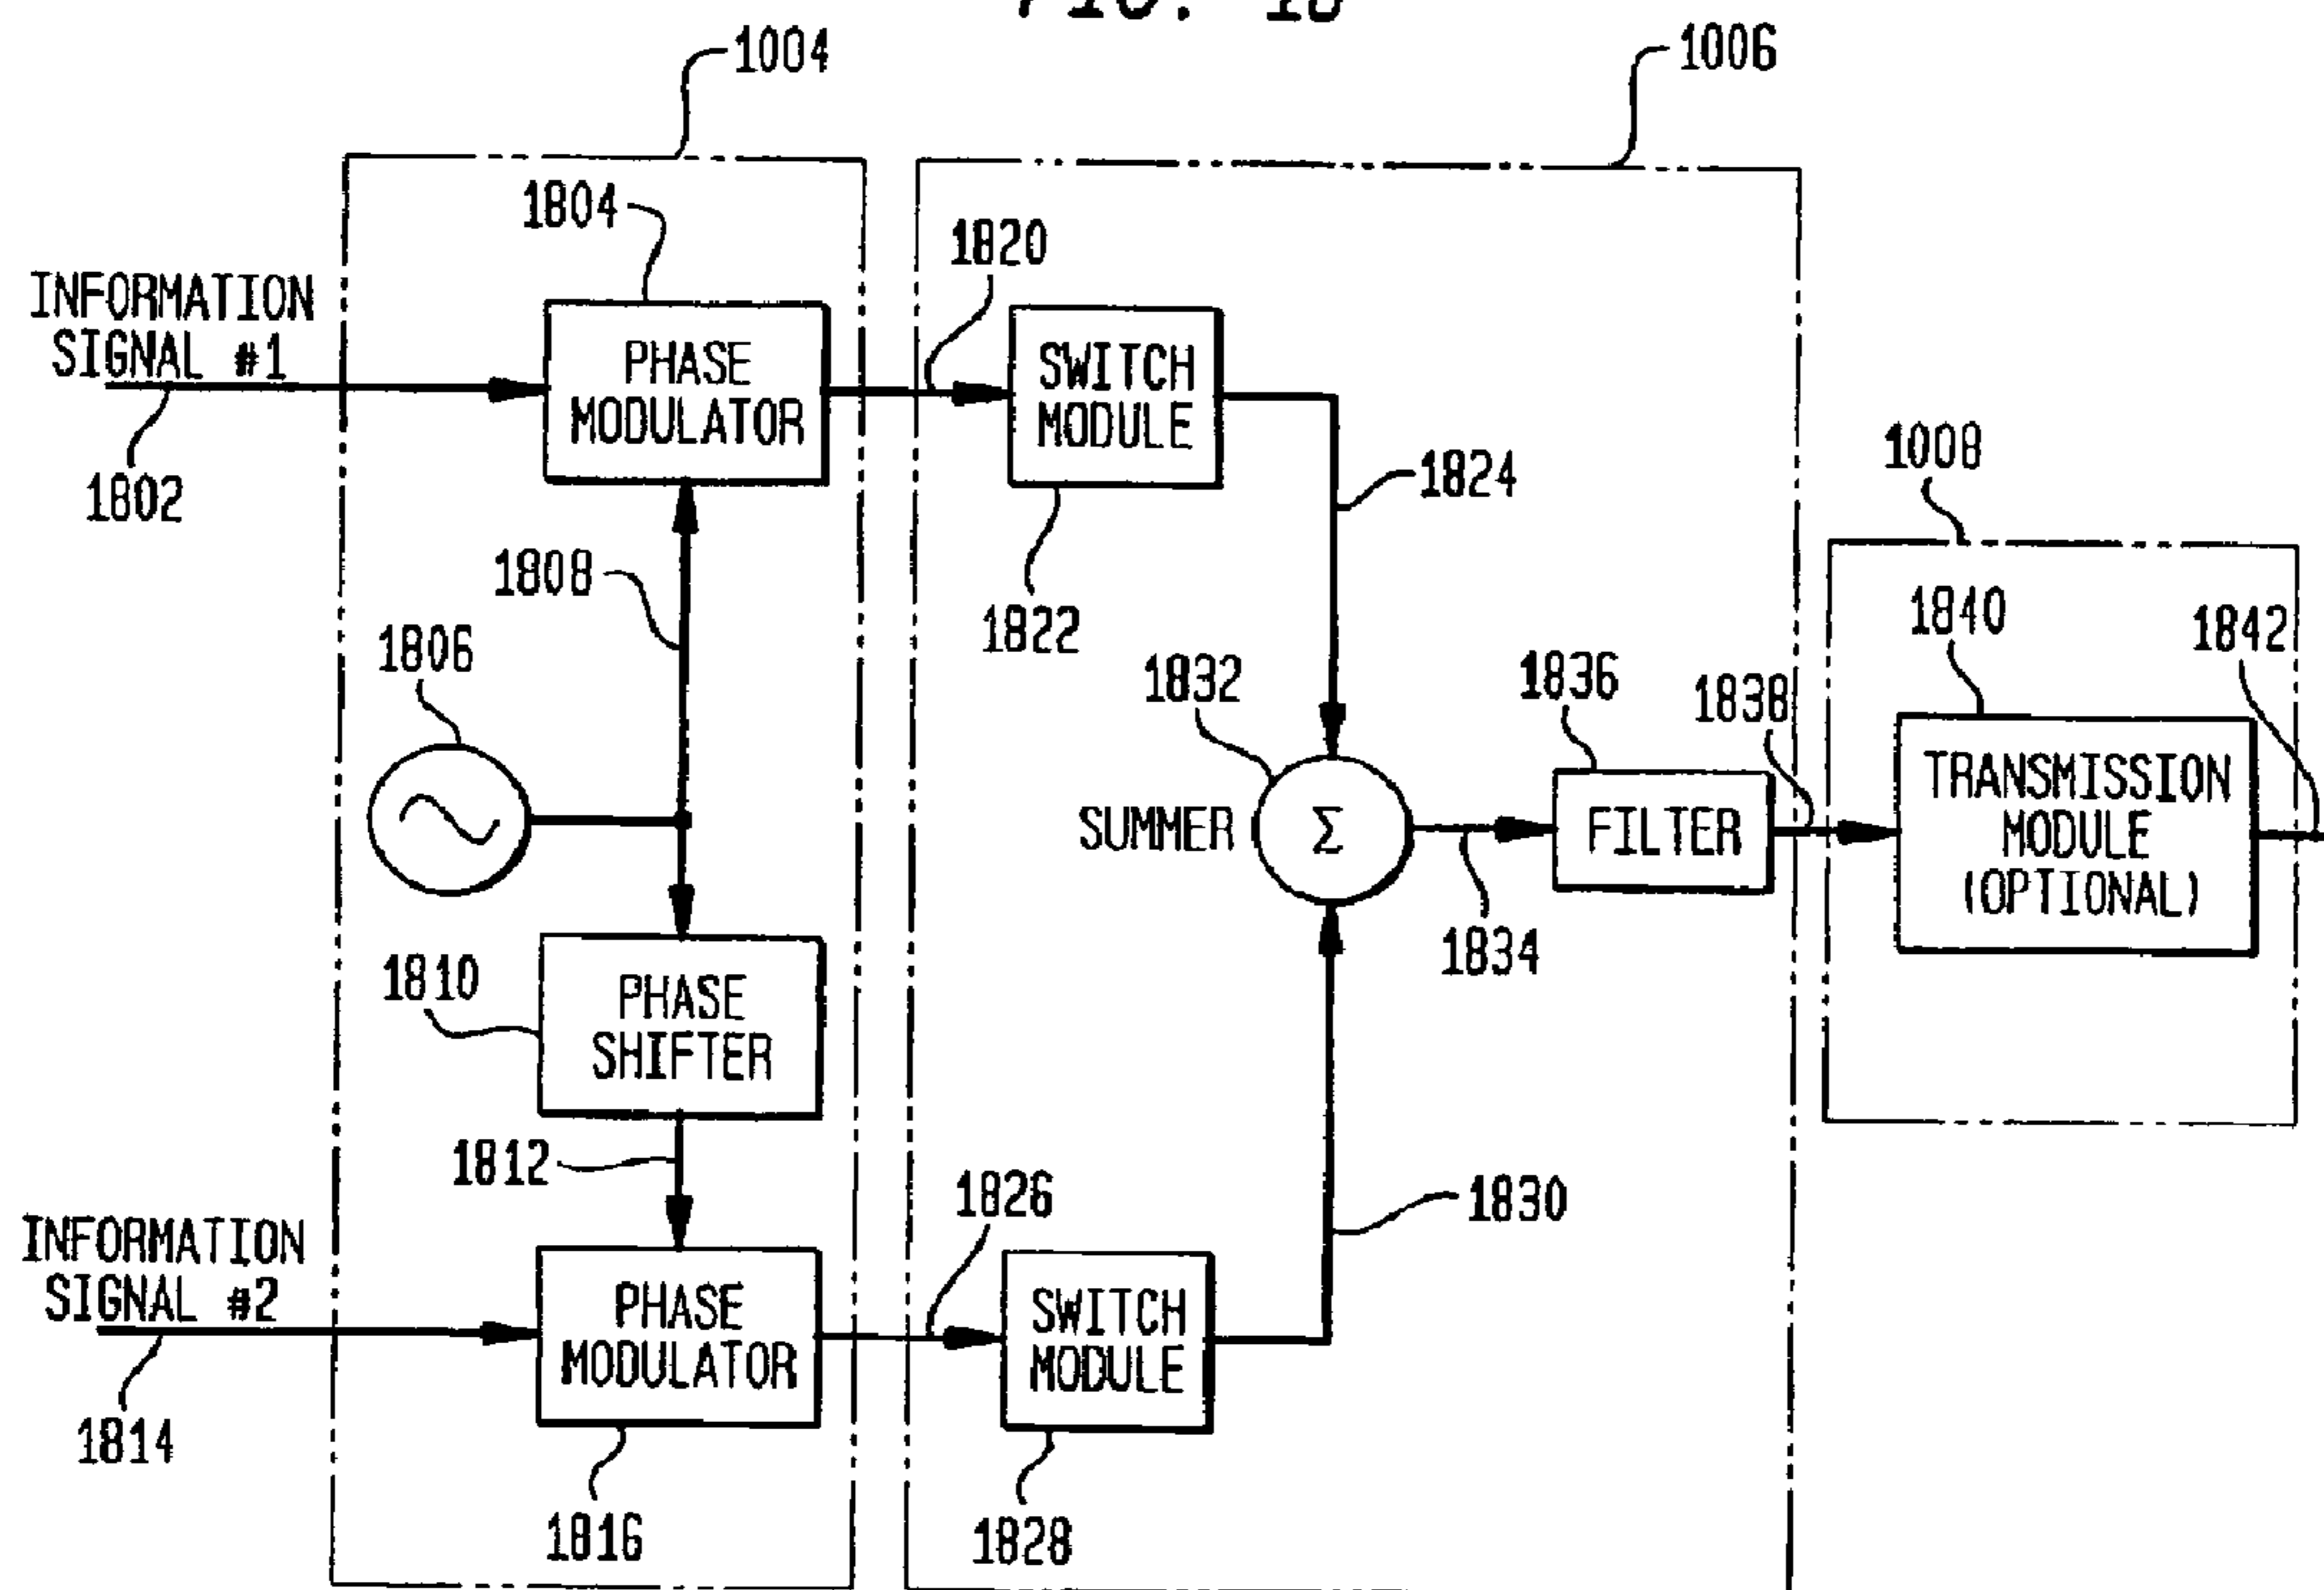 1004
1006
1804
1820
INFORMATION
SIGNAL #1
PHASE
MODULATOR
SWITCH
MODULE
1802
1824
1008
1808
1822
1806
1832
1836
1838
1840
1842
SUMMER
Σ
FILTER
TRANSMISSION
MODULE
(OPTIONAL)
1834
1810
PHASE
SHIFTER
1812
1826
1830
INFORMATION
SIGNAL #2
PHASE
MODULATOR
SWITCH
MODULE
1814
1816
1828